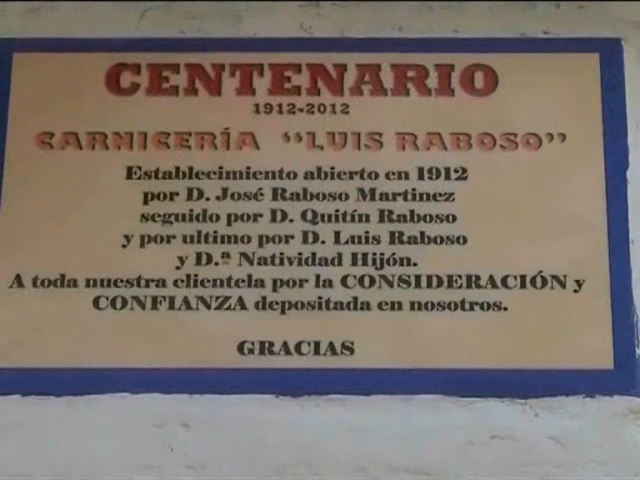 CENTENARIO
1912-2012
CARNICERÍA "LUIS RABOSO"
Establecimiento abierto en 1912
por D. José Raboso Martinez
seguido por D. Quitín Raboso
y por ultimo por D. Luis Raboso
y D.ª Natividad Hijón.
A toda nuestra clientela por la CONSIDERACIÓN y
CONFIANZA depositada en nosotros.
GRACIAS